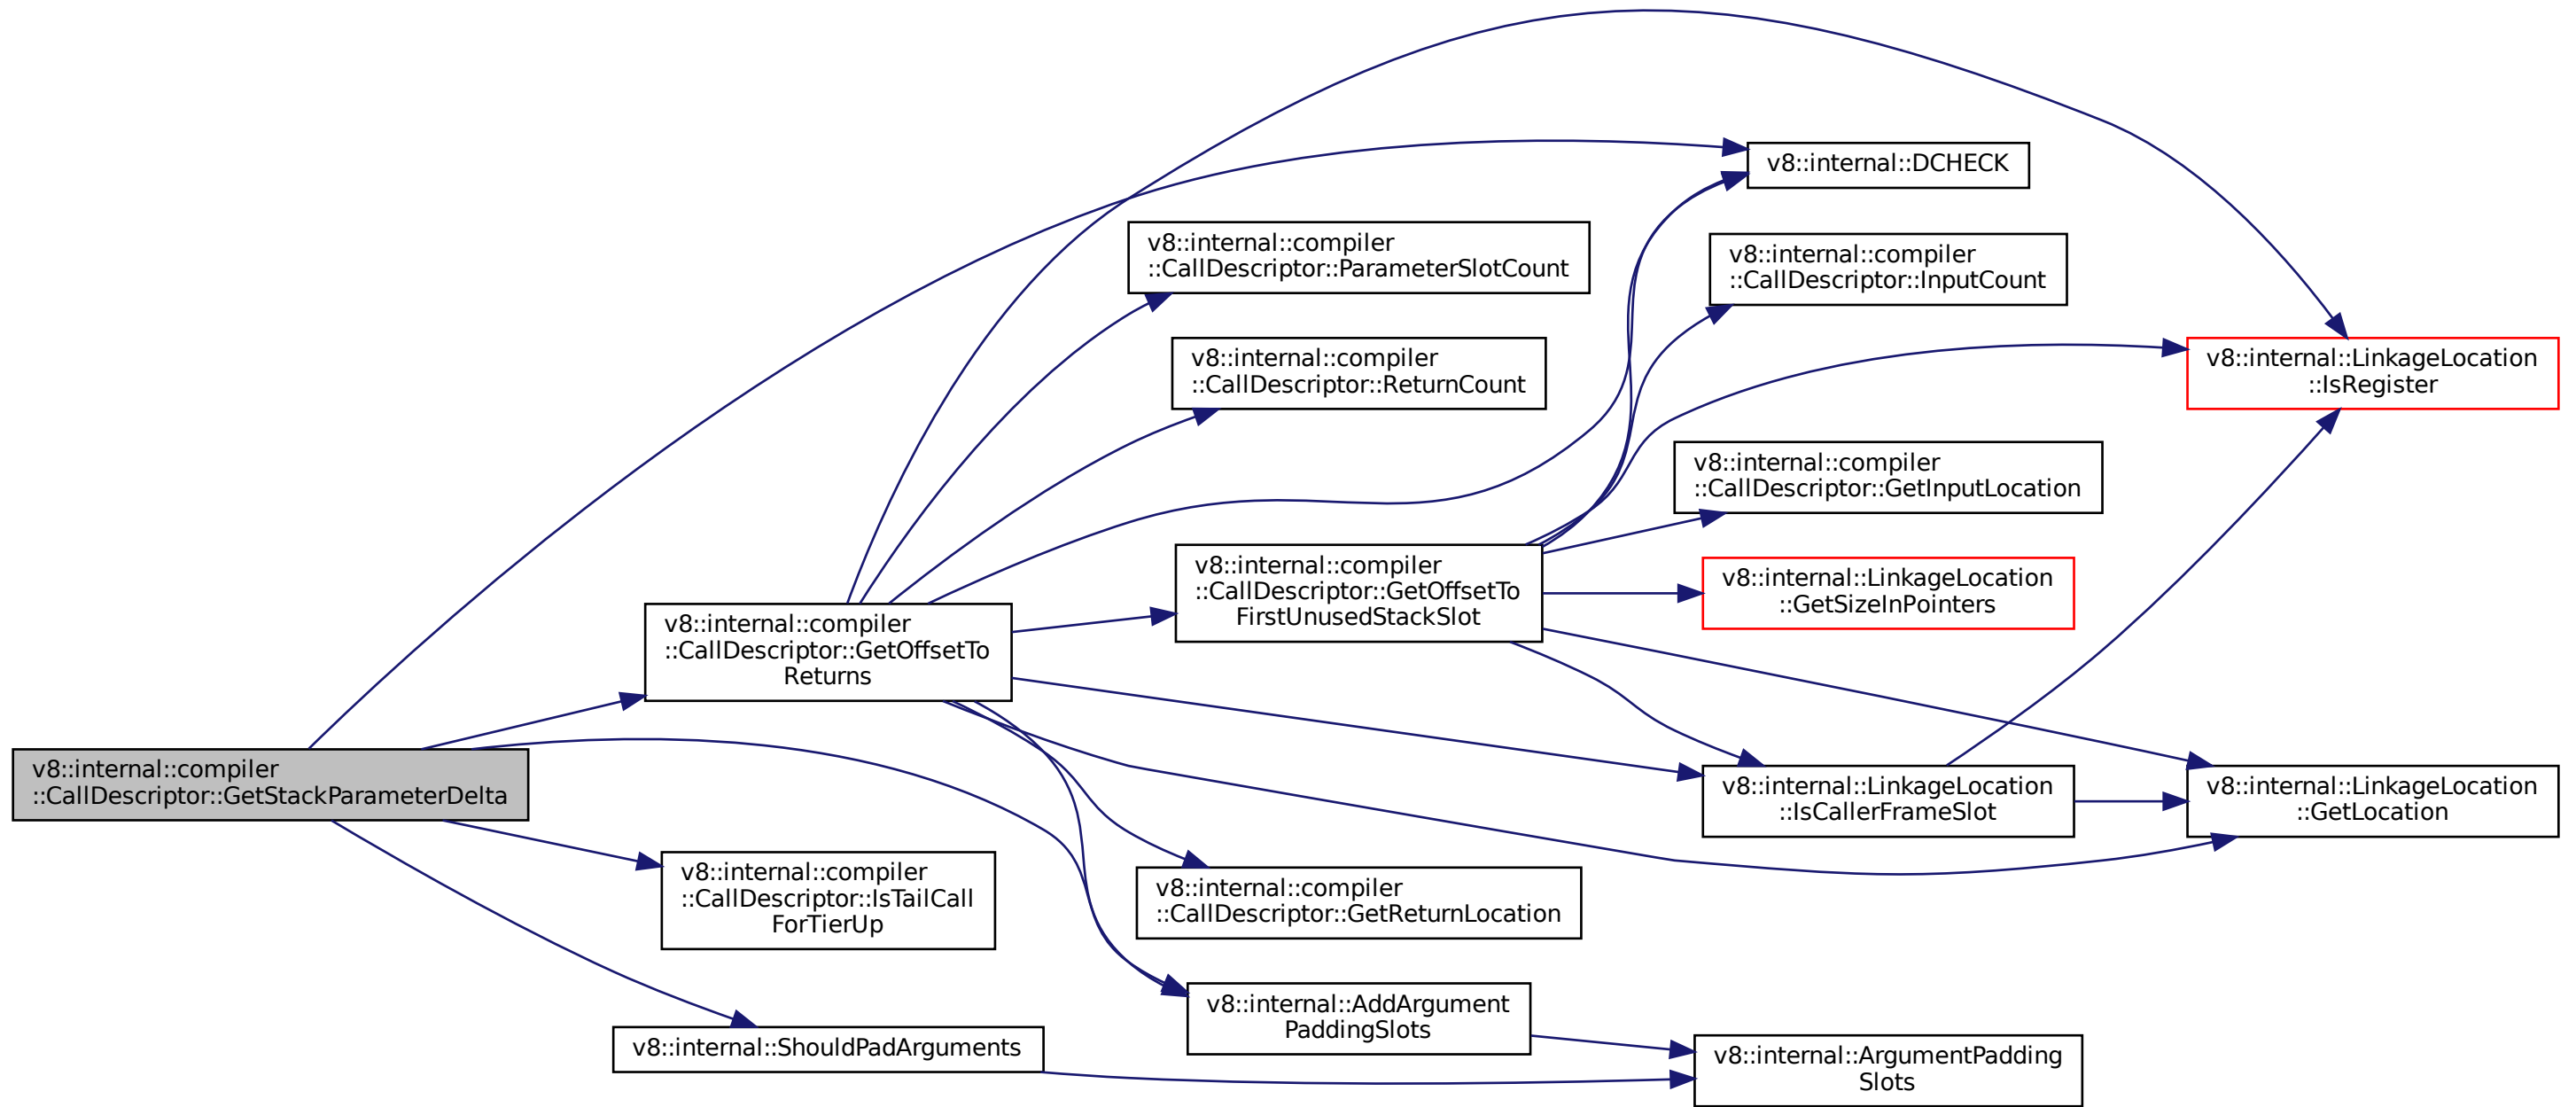 v8::internal::DCHECK
v8::internal::compiler
::CallDescriptor::ParameterSlotCount
v8::internal::compiler
::CallDescriptor::InputCount
v8::internal::compiler
::CallDescriptor::ReturnCount
v8::internal::LinkageLocation
::IsRegister
v8::internal::compiler
::CallDescriptor::GetInputLocation
v8::internal::compiler
::CallDescriptor::GetOffsetTo
FirstUnusedStackSlot
v8::internal::LinkageLocation
::GetSizeInPointers
v8::internal::compiler
::CallDescriptor::GetOffsetTo
Returns
v8::internal::compiler
::CallDescriptor::GetStackParameterDelta
v8::internal::LinkageLocation
::IsCallerFrameSlot
v8::internal::LinkageLocation
::GetLocation
v8::internal::compiler
::CallDescriptor::IsTailCall
ForTierUp
v8::internal::compiler
::CallDescriptor::GetReturnLocation
v8::internal::AddArgument
PaddingSlots
v8::internal::ShouldPadArguments
v8::internal::ArgumentPadding
Slots